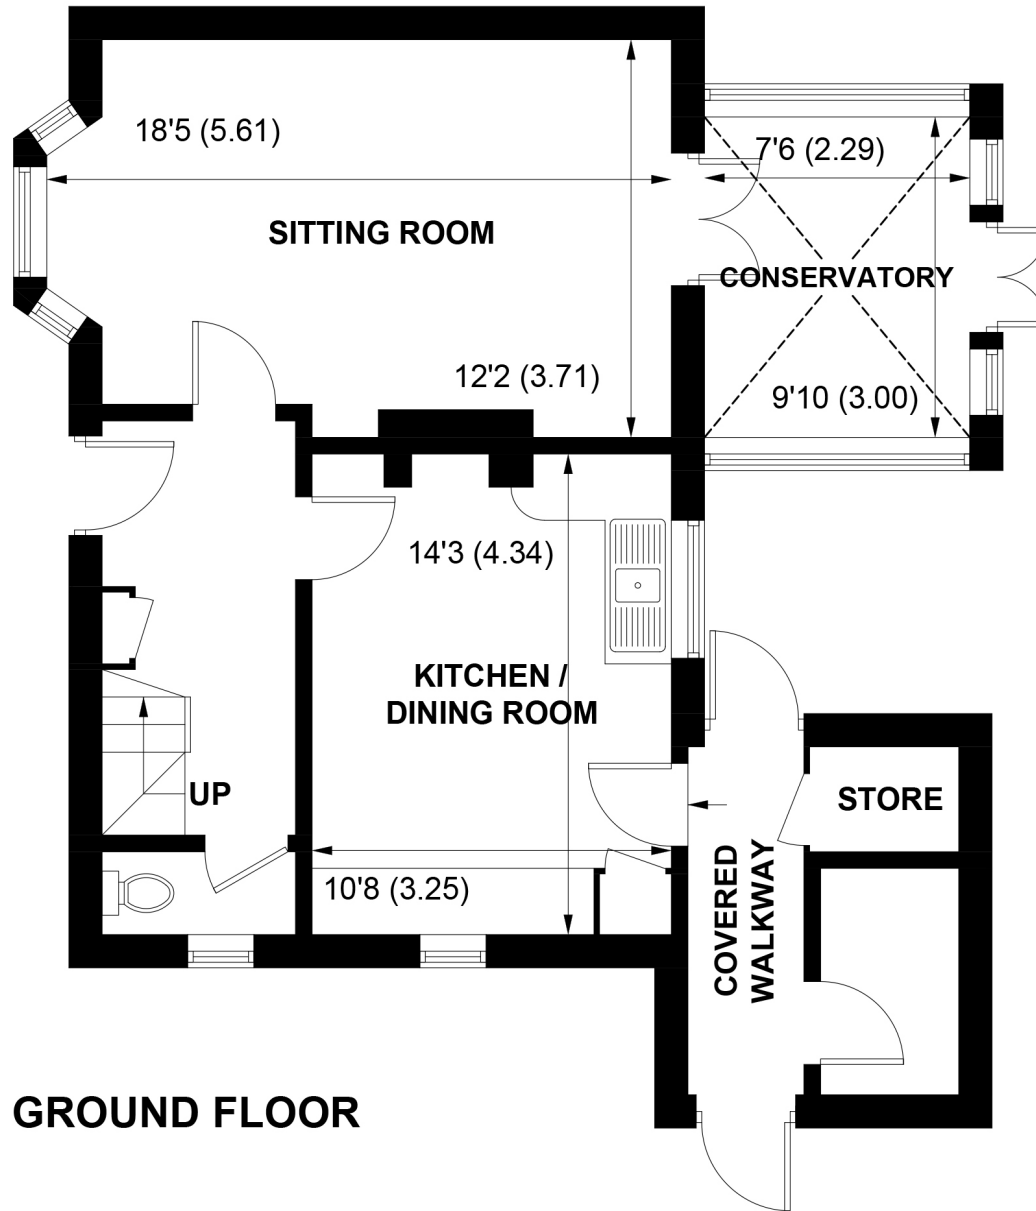 18'5 (5.61)
7'6 (2.29)
SITTING ROOM
CONSERVATORY
12'2 (3.71)
9'10 (3.00)
14'3 (4.34)
KITCHEN /
DINING ROOM
UP
STORE
10'8 (3.25)
COVERED
WALKWAY
GROUND FLOOR